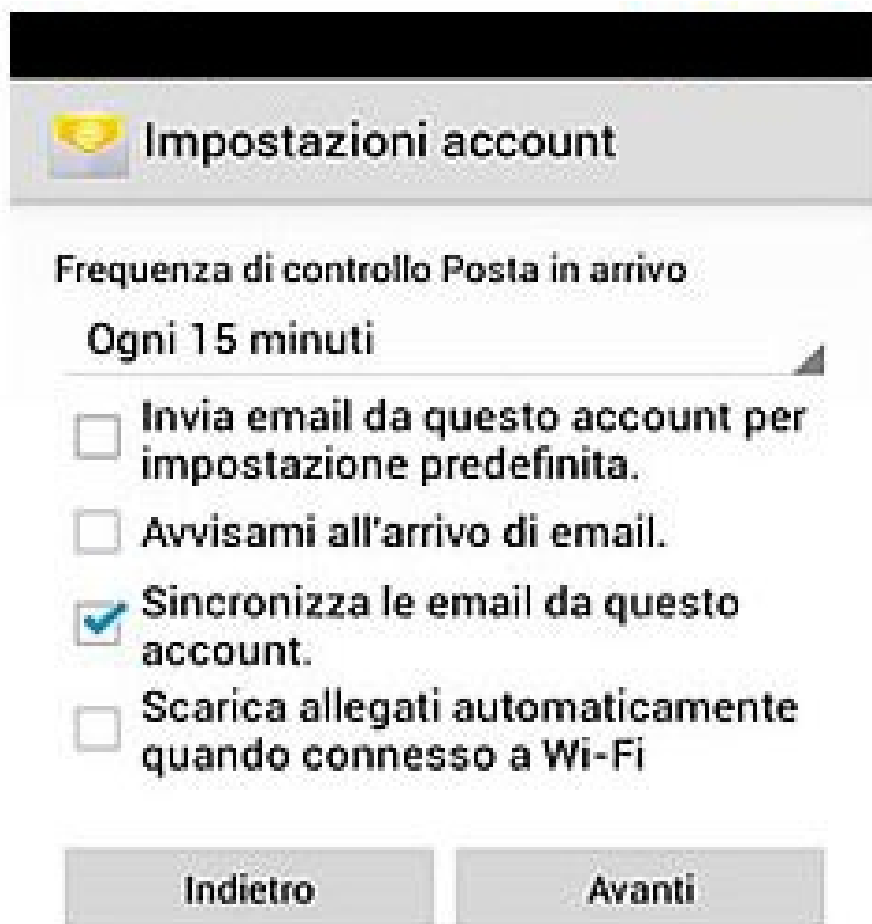 Impostazioni account
Frequenza di controllo Posta in arrivo
Ogni 15 minuti
Invia email da questo account per
impostazione predefinita.
Avvisami all'arrivo di email.
Sincronizza le email da questo
account.
Scarica allegati automaticamente
quando connesso a Wi-Fi
Indietro
Avanti